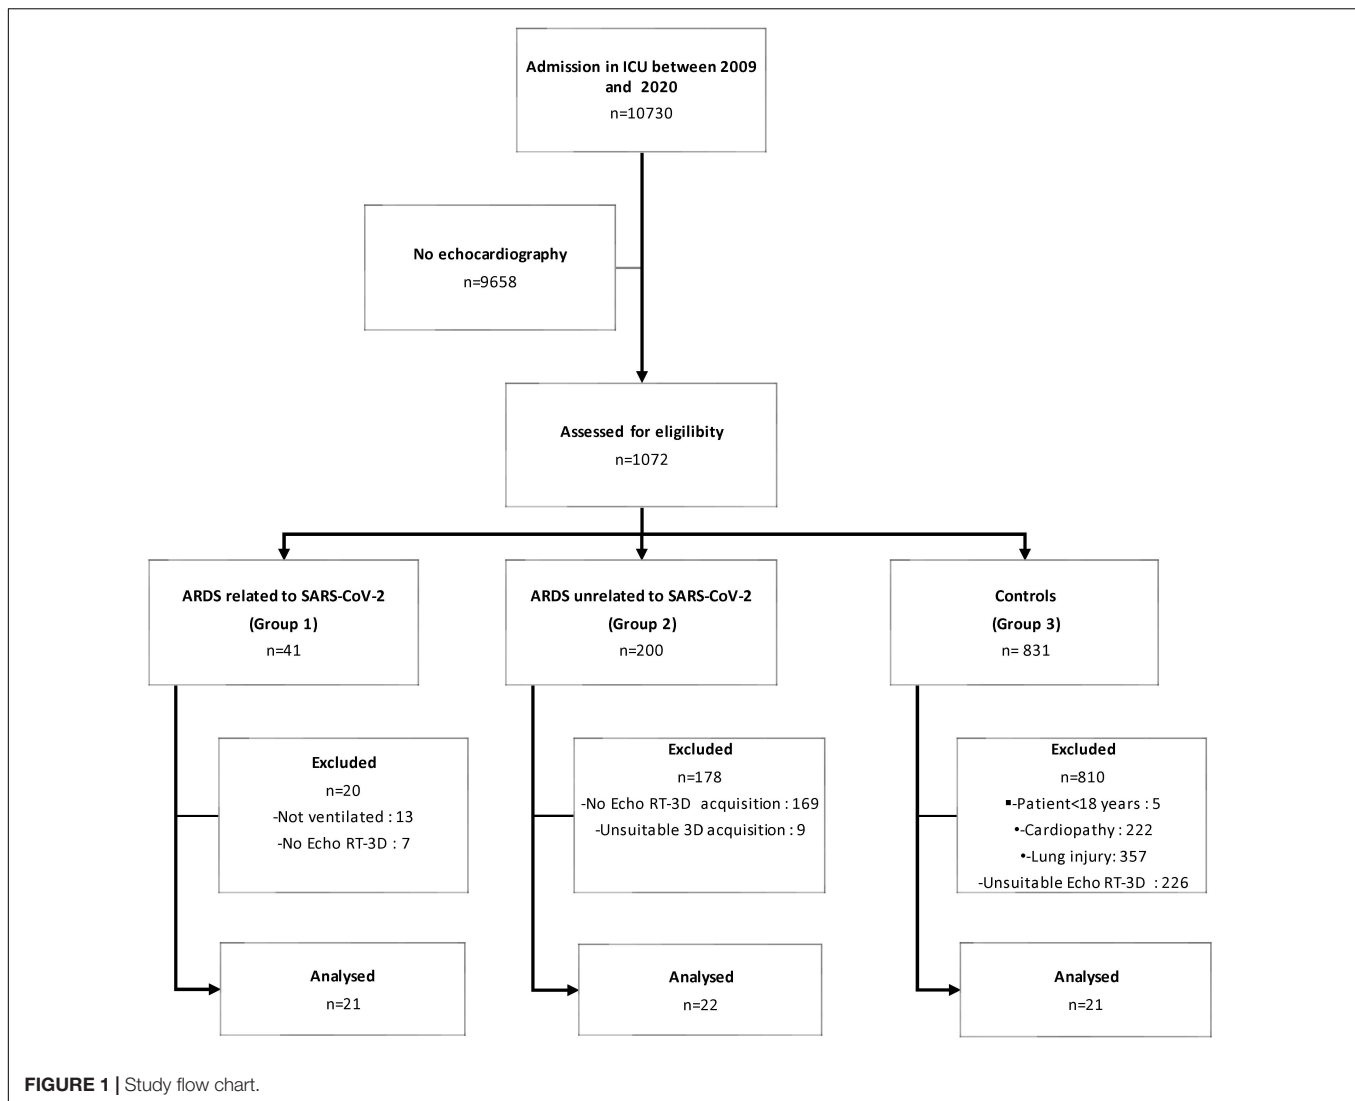 Admission in ICU between 2009
and 2020
n=10730
No echocardiography
n=9658
Assessed for eligilibity
n=1072
ARDS related to SARS-CoV-2
(Group 1)
n=41
ARDS unrelated to SARS-CoV-2
(Group 2)
n=200
Controls
(Group 3)
n= 831
Excluded
n=20
-Not ventilated : 13
-No Echo RT-3D : 7
Excluded
n=178
-No Echo RT-3D acquisition : 169
-Unsuitable 3D acquisition : 9
Excluded
n=810
▪-Patient<18 years : 5
•-Cardiopathy : 222
•-Lung injury: 357
-Unsuitable Echo RT-3D : 226
Analysed
n=21
Analysed
n=22
Analysed
n=21
FIGURE 1 | Study flow chart.